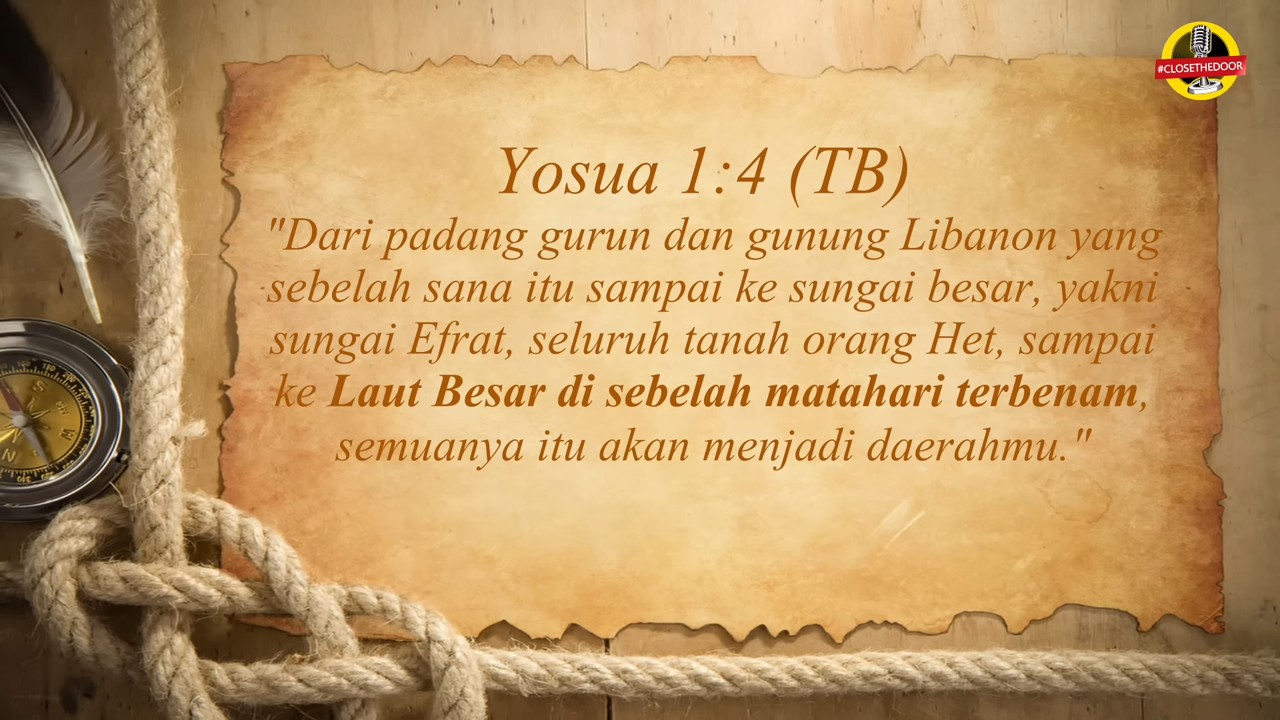 #CLOSETHEDOOR
Yosua 1:4 (TB)
"Dari padang gurun dan gunung Libanon yang
sebelah sana itu sampai ke sungai besar, yakni
sungai Efrat, seluruh tanah orang Het, sampai
ke Laut Besar di sebelah matahari terbenam,
semuanya itu akan menjadi daerahmu."
S
W
N